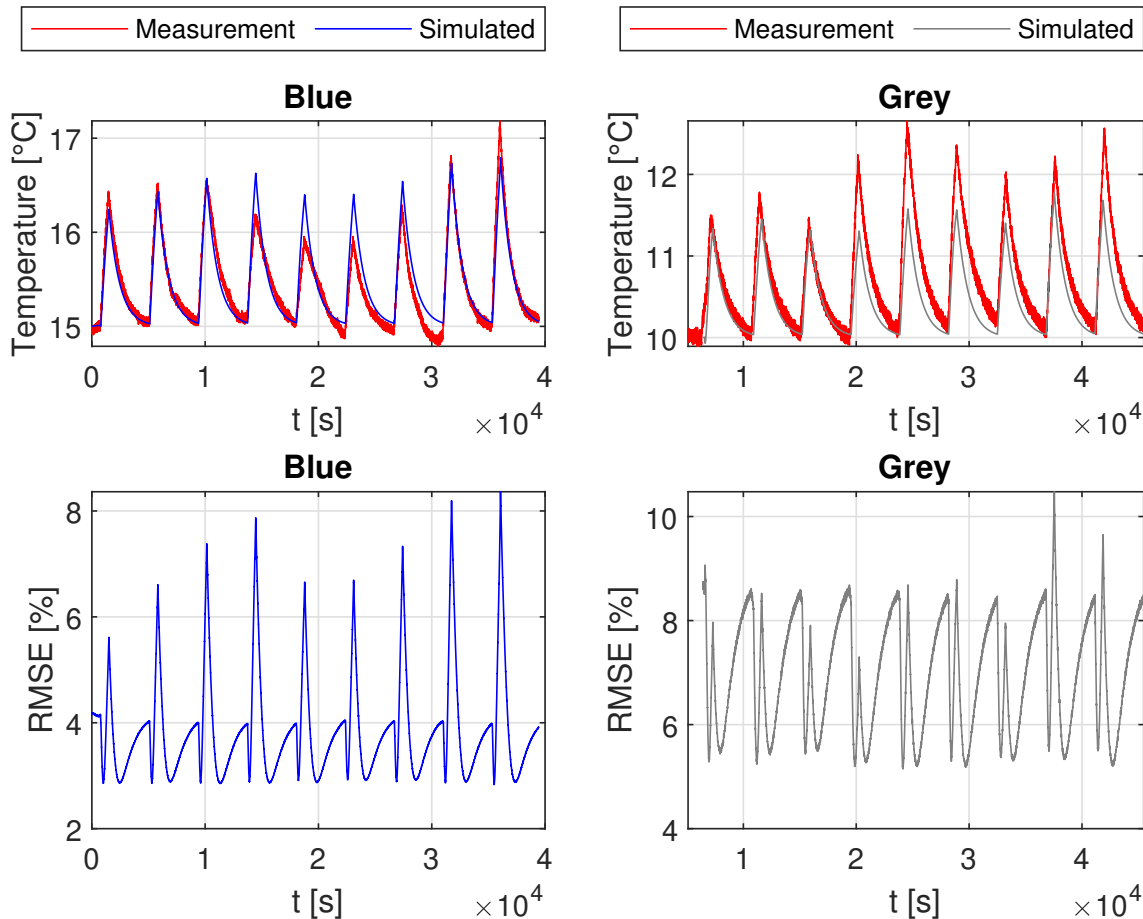 Measurement Simulated
Measurement Simulated
Blue
Temperature [°C]
17
16
15
0 1 2 3 4
t [s]
×10^4
Grey
Temperature [°C]
12
11
10
1 2 3 4
t [s]
×10^4
Blue
RMSE [%]
8
6
4
2
0 1 2 3 4
t [s]
×10^4
Grey
RMSE [%]
10
8
6
4
1 2 3 4
t [s]
×10^4